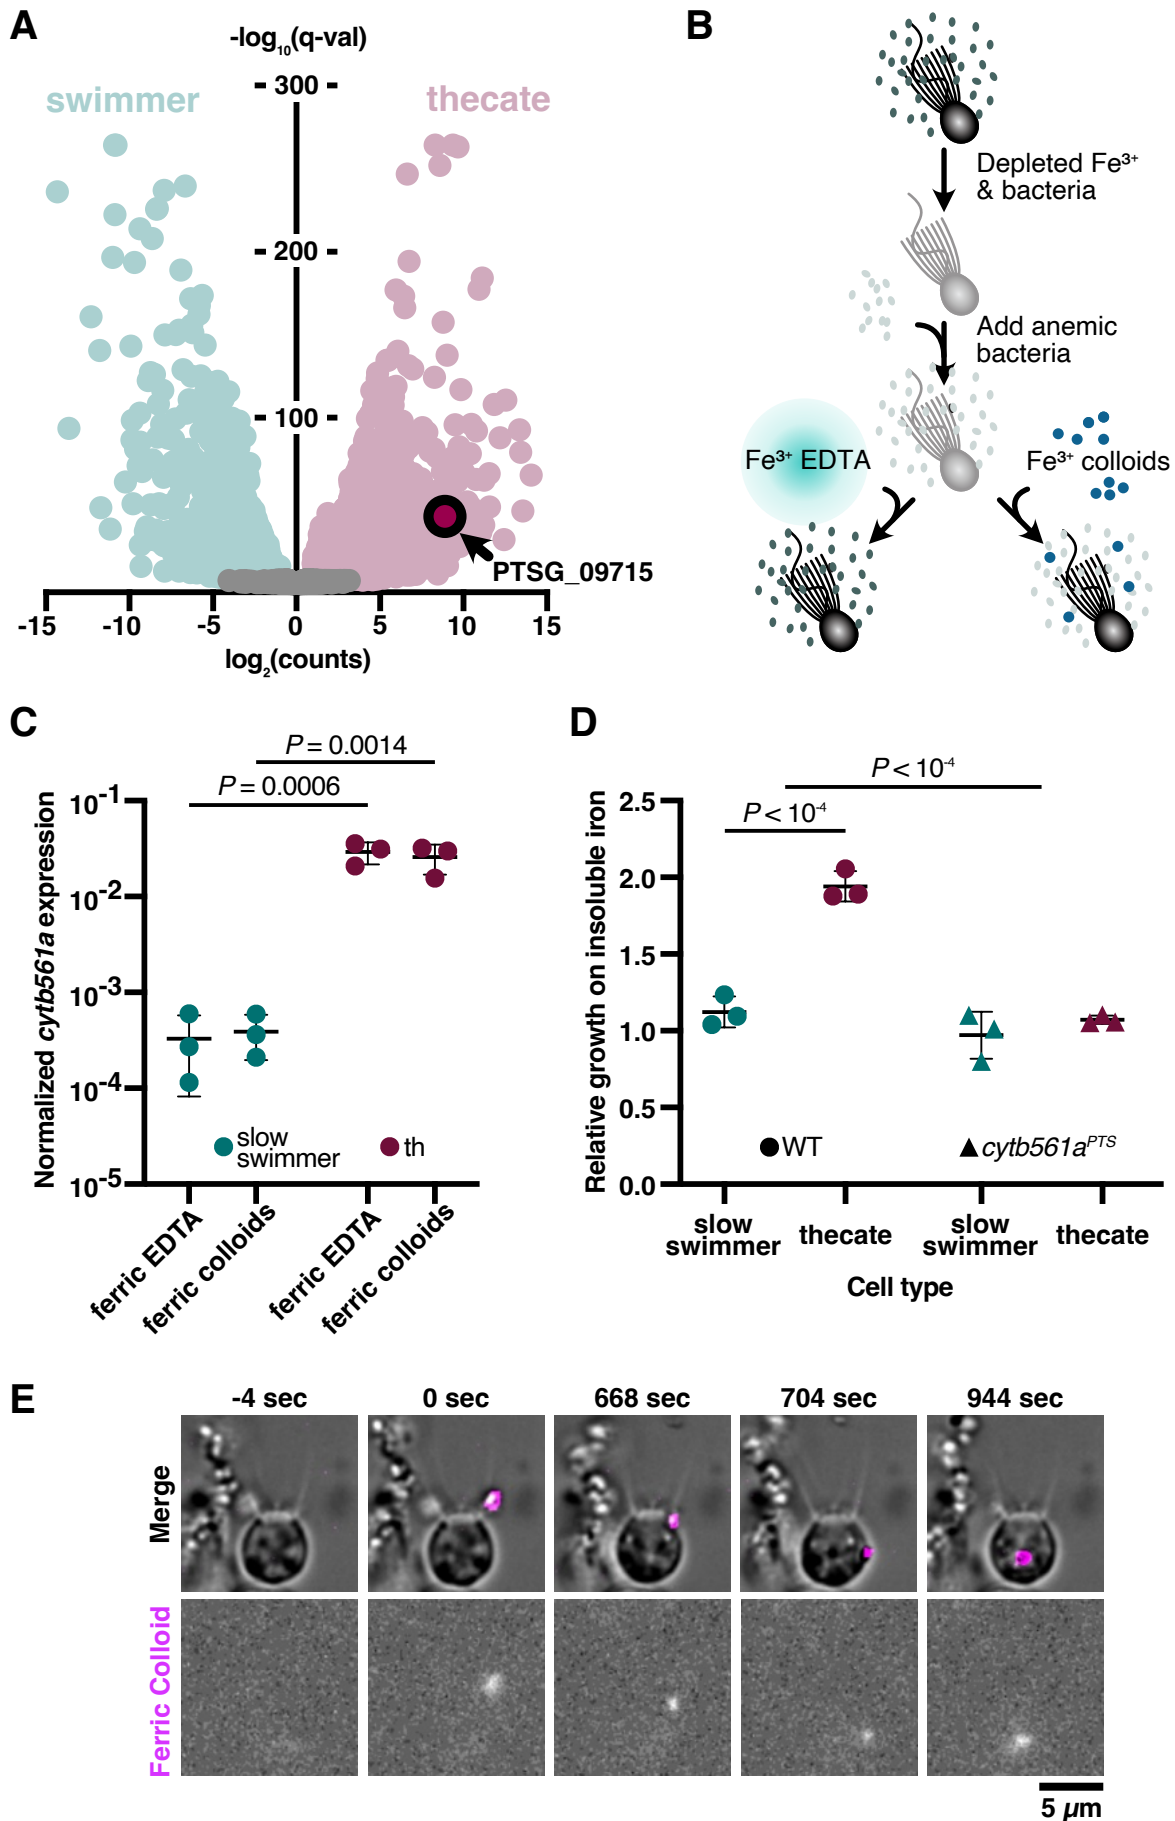 A
-log10(q-val)
swimmer
thecate
300
200
100
PTSG_09715
-15
-10
-5
0
5
10
15
log2(counts)
B
Depleted Fe³⁺
& bacteria
Add anemic
bacteria
Fe³⁺ EDTA
Fe³⁺ colloids
C
P = 0.0014
P = 0.0006
Normalized cytb561a expression
10⁻¹
10⁻²
10⁻³
10⁻⁴
10⁻⁵
slow
swimmer
th
ferric EDTA
ferric colloids
ferric EDTA
ferric colloids
D
P < 10⁻⁴
P < 10⁻⁴
Relative growth on insoluble iron
2.5
2.0
1.5
1.0
0.5
0.0
WT
cytb561aᴾᵀˢ
slow
swimmer
thecate
slow
swimmer
thecate
Cell type
E
-4 sec
0 sec
668 sec
704 sec
944 sec
Merge
Ferric Colloid
5 µm